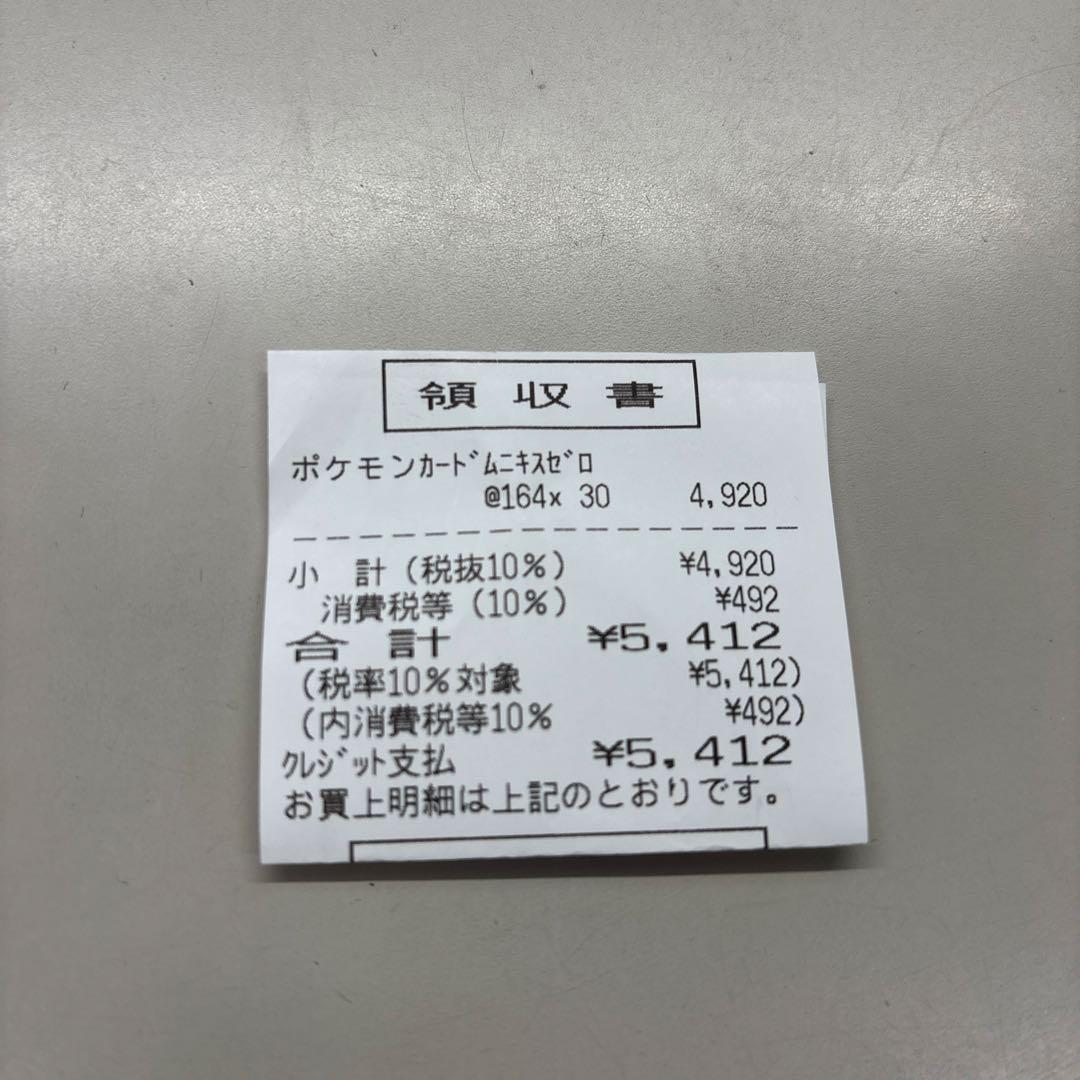 領収書
ポケモンカードﾞムニキスセﾞロ
@164× 30 4,920
小 計(税抜10%) ¥4,920
消費税等(10%) ¥492
合 計 ¥5,412
(税率10%対象 ¥5,412)
(内消費税等10% ¥492)
クレジット支払 ¥5,412
お買上明細は上記のとおりです。